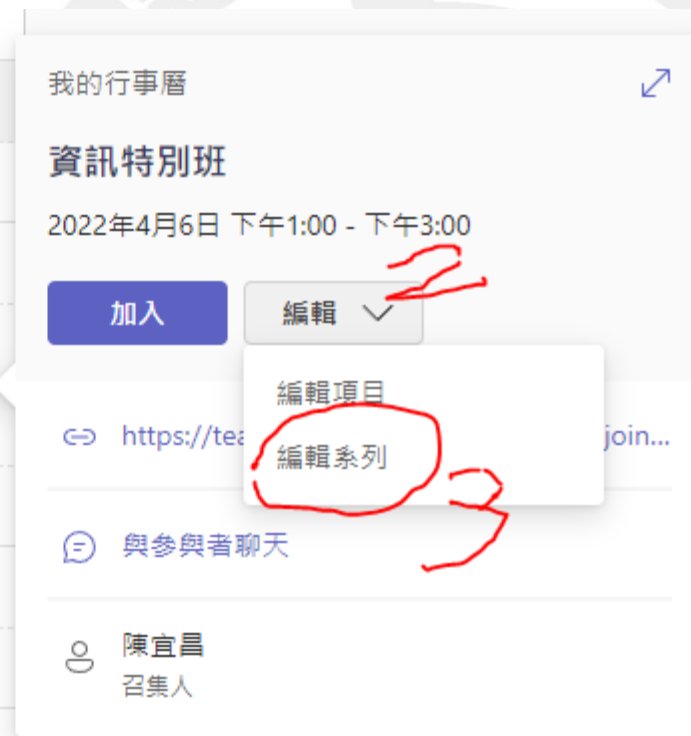 我的行事曆
資訊特別班
2022年4月6日 下午1:00 - 下午3:00
加入
編輯
2
編輯項目
https://tea
join...
編輯系列
3
與參與者聊天
陳宜昌
召集人